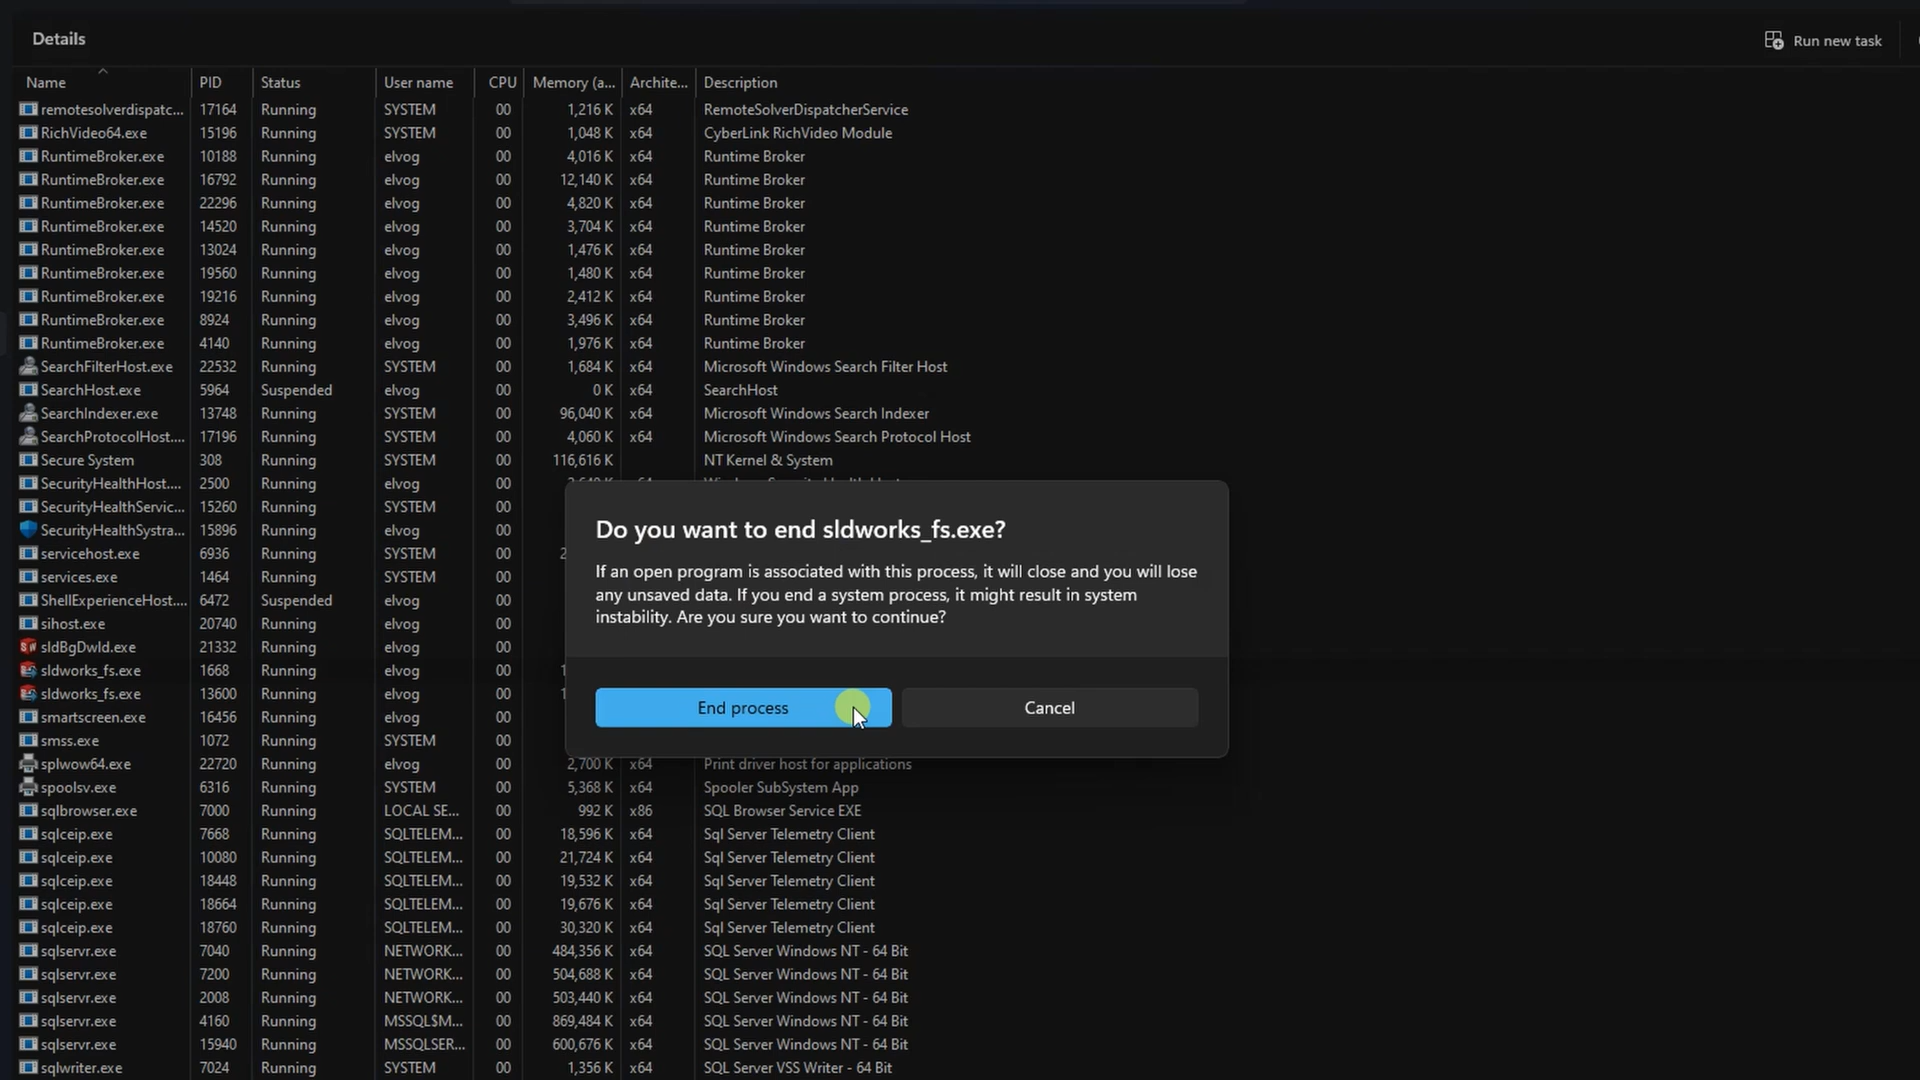 Details
Run new task
Name PID Status User name CPU Memory (a... Archite... Description
remotesolverdispatc... 17164 Running SYSTEM 00 1,216 K x64 RemoteSolverDispatcherService
RichVideo64.exe 15196 Running SYSTEM 00 1,048 K x64 CyberLink RichVideo Module
RuntimeBroker.exe 10188 Running elvog 00 4,016 K x64 Runtime Broker
RuntimeBroker.exe 16792 Running elvog 00 12,140 K x64 Runtime Broker
RuntimeBroker.exe 22296 Running elvog 00 4,820 K x64 Runtime Broker
RuntimeBroker.exe 14520 Running elvog 00 3,704 K x64 Runtime Broker
RuntimeBroker.exe 13024 Running elvog 00 1,476 K x64 Runtime Broker
RuntimeBroker.exe 19560 Running elvog 00 1,480 K x64 Runtime Broker
RuntimeBroker.exe 19216 Running elvog 00 2,412 K x64 Runtime Broker
RuntimeBroker.exe 8924 Running elvog 00 3,496 K x64 Runtime Broker
RuntimeBroker.exe 4140 Running elvog 00 1,976 K x64 Runtime Broker
SearchFilterHost.exe 22532 Running SYSTEM 00 1,684 K x64 Microsoft Windows Search Filter Host
SearchHost.exe 5964 Suspended elvog 00 0 K x64 SearchHost
SearchIndexer.exe 13748 Running SYSTEM 00 96,040 K x64 Microsoft Windows Search Indexer
SearchProtocolHost.... 17196 Running SYSTEM 00 4,060 K x64 Microsoft Windows Search Protocol Host
Secure System 308 Running SYSTEM 00 116,616 K NT Kernel & System
SecurityHealthHost.... 2500 Running elvog 00
SecurityHealthServic... 15260 Running SYSTEM 00
SecurityHealthSystra... 15896 Running elvog 00
servicehost.exe 6936 Running SYSTEM 00 2
services.exe 1464 Running SYSTEM 00
ShellExperienceHost.... 6472 Suspended elvog 00
sihost.exe 20740 Running elvog 00
sldBgDwld.exe 21332 Running elvog 00
sldworks_fs.exe 1668 Running elvog 00 1
sldworks_fs.exe 13600 Running elvog 00 1
smartscreen.exe 16456 Running elvog 00
smss.exe 1072 Running SYSTEM 00
splwow64.exe 22720 Running elvog 00 2,700 K x64 Print driver host for applications
spoolsv.exe 6316 Running SYSTEM 00 5,368 K x64 Spooler SubSystem App
sqlbrowser.exe 7000 Running LOCAL SE... 00 992 K x86 SQL Browser Service EXE
sqlceip.exe 7668 Running SQLTELEM... 00 18,596 K x64 Sql Server Telemetry Client
sqlceip.exe 10080 Running SQLTELEM... 00 21,724 K x64 Sql Server Telemetry Client
sqlceip.exe 18448 Running SQLTELEM... 00 19,532 K x64 Sql Server Telemetry Client
sqlceip.exe 18664 Running SQLTELEM... 00 19,676 K x64 Sql Server Telemetry Client
sqlceip.exe 18760 Running SQLTELEM... 00 30,320 K x64 Sql Server Telemetry Client
sqlservr.exe 7040 Running NETWORK... 00 484,356 K x64 SQL Server Windows NT - 64 Bit
sqlservr.exe 7200 Running NETWORK... 00 504,688 K x64 SQL Server Windows NT - 64 Bit
sqlservr.exe 2008 Running NETWORK... 00 503,440 K x64 SQL Server Windows NT - 64 Bit
sqlservr.exe 4160 Running MSSQL$M... 00 869,484 K x64 SQL Server Windows NT - 64 Bit
sqlservr.exe 15940 Running MSSQLSER... 00 600,676 K x64 SQL Server Windows NT - 64 Bit
sqlwriter.exe 7024 Running SYSTEM 00 1,356 K x64 SQL Server VSS Writer - 64 Bit
Do you want to end sldworks_fs.exe?
If an open program is associated with this process, it will close and you will lose
any unsaved data. If you end a system process, it might result in system
instability. Are you sure you want to continue?
End process
Cancel